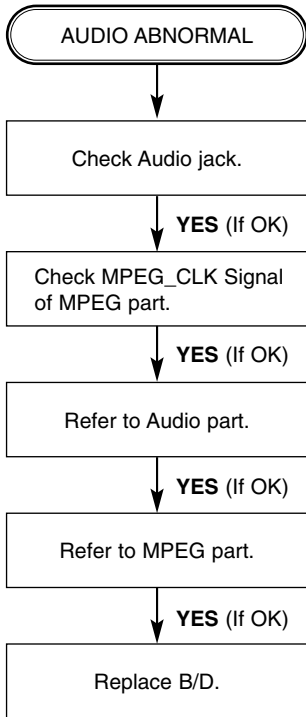 AUDIO ABNORMAL
Check Audio jack.
YES (If OK)
Check MPEG_CLK Signal
of MPEG part.
YES (If OK)
Refer to Audio part.
YES (If OK)
Refer to MPEG part.
YES (If OK)
Replace B/D.